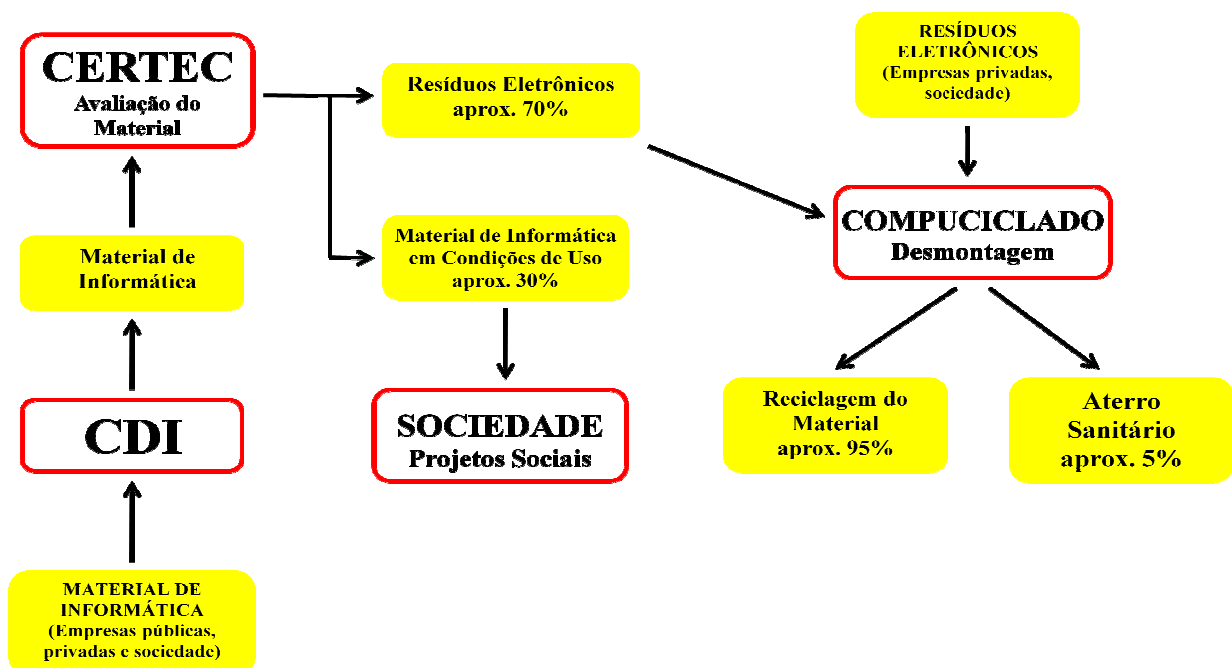 CERTEC
Avaliação do
Material
Resíduos Eletrônicos
aprox. 70%
RESÍDUOS
ELETRÔNICOS
(Empresas privadas,
sociedade)
Material de
Informática
Material de Informática
em Condições de Uso
aprox. 30%
COMPUCICLADO
Desmontagem
CDI
SOCIEDADE
Projetos Sociais
Reciclagem do
Material
aprox. 95%
Aterro
Sanitário
aprox. 5%
MATERIAL DE
INFORMÁTICA
(Empresas públicas,
privadas e sociedade)